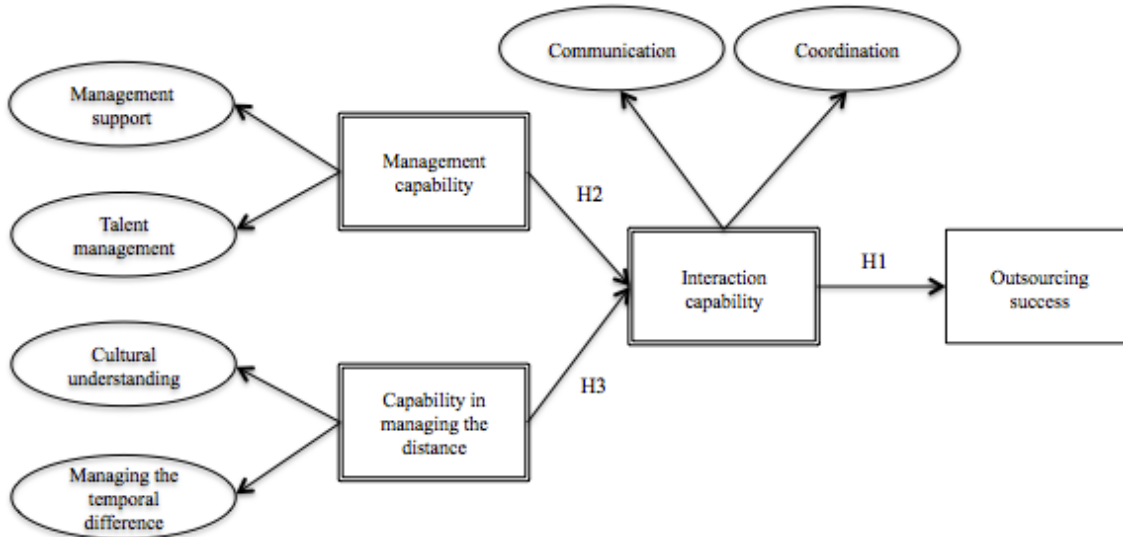 Communication
Coordination
Management
support
Management
capability
Talent
management
H2
Interaction
capability
H1
Outsourcing
success
Cultural
understanding
H3
Capability in
managing the
distance
Managing the
temporal
difference